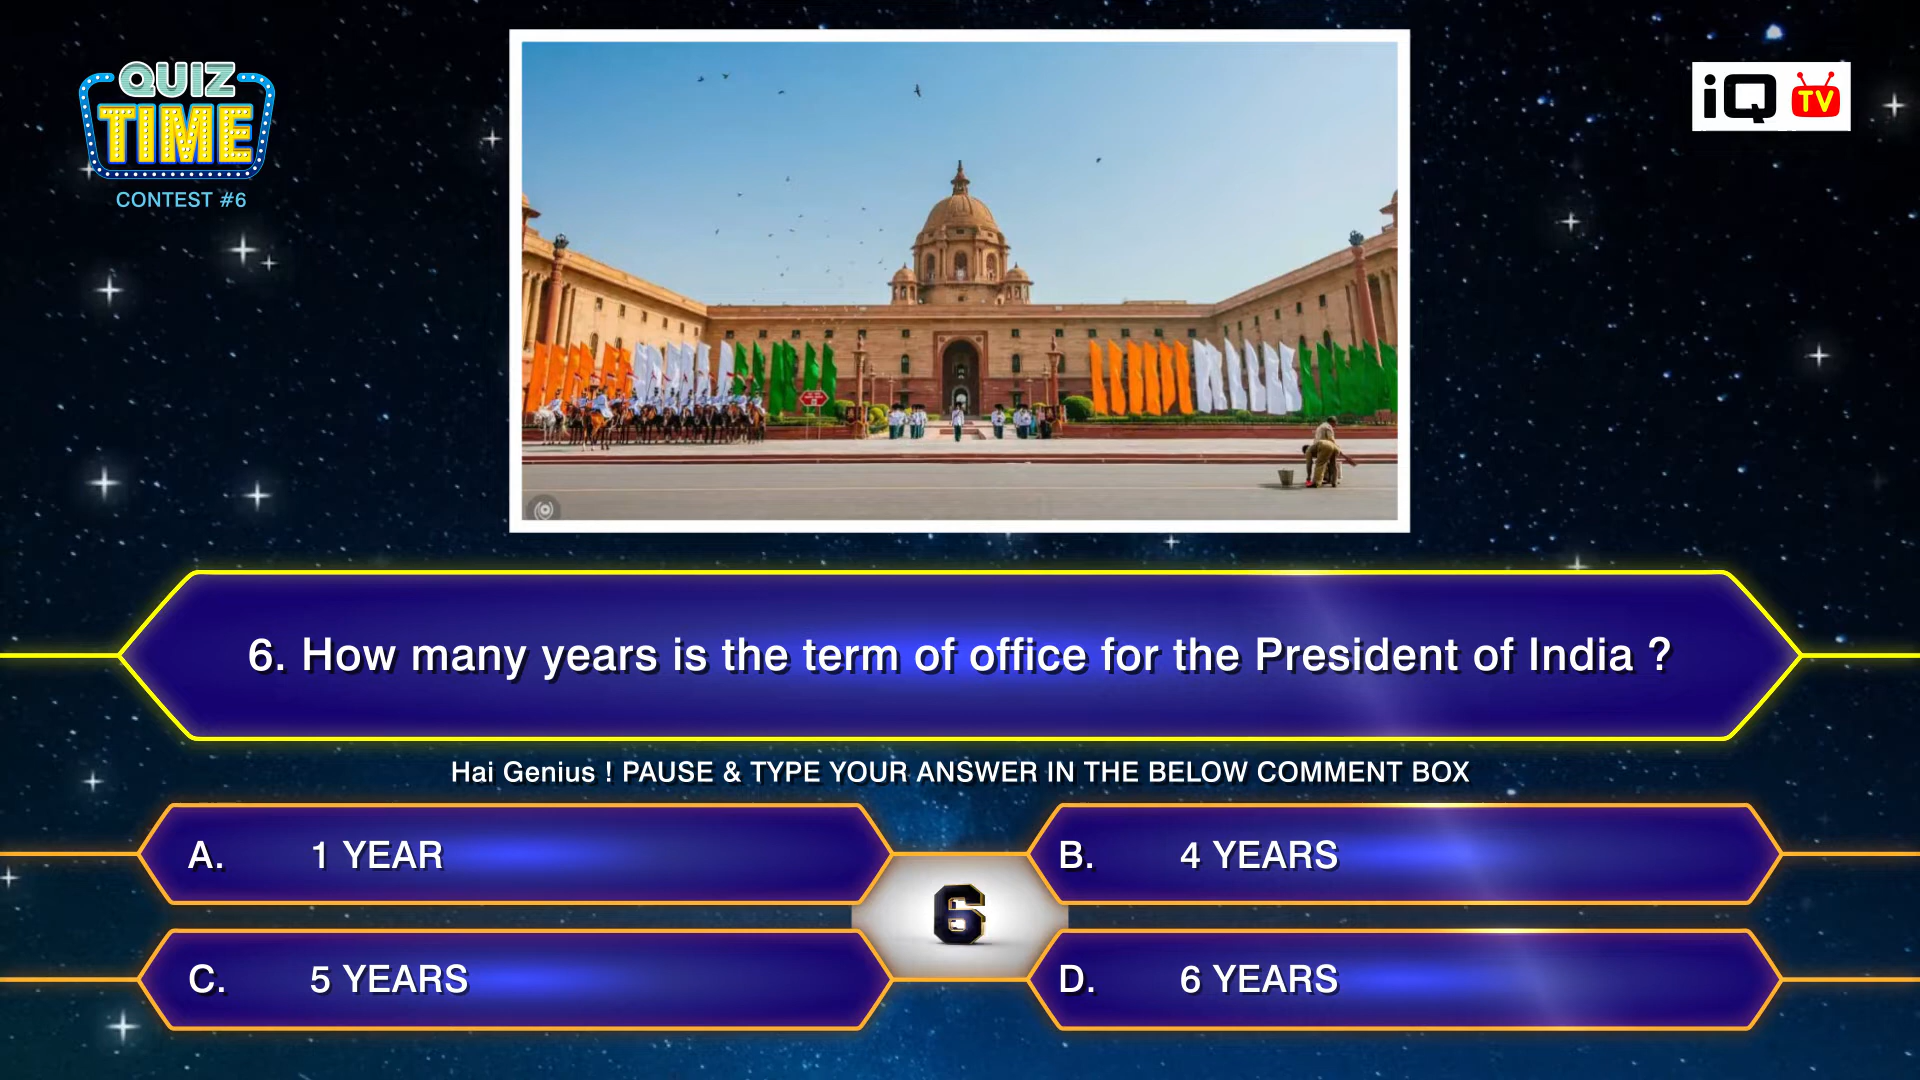 QUIZ
TIME
CONTEST #6
iQ TV
6. How many years is the term of office for the President of India ?
Hai Genius ! PAUSE & TYPE YOUR ANSWER IN THE BELOW COMMENT BOX
A. 1 YEAR
B. 4 YEARS
6
C. 5 YEARS
D. 6 YEARS